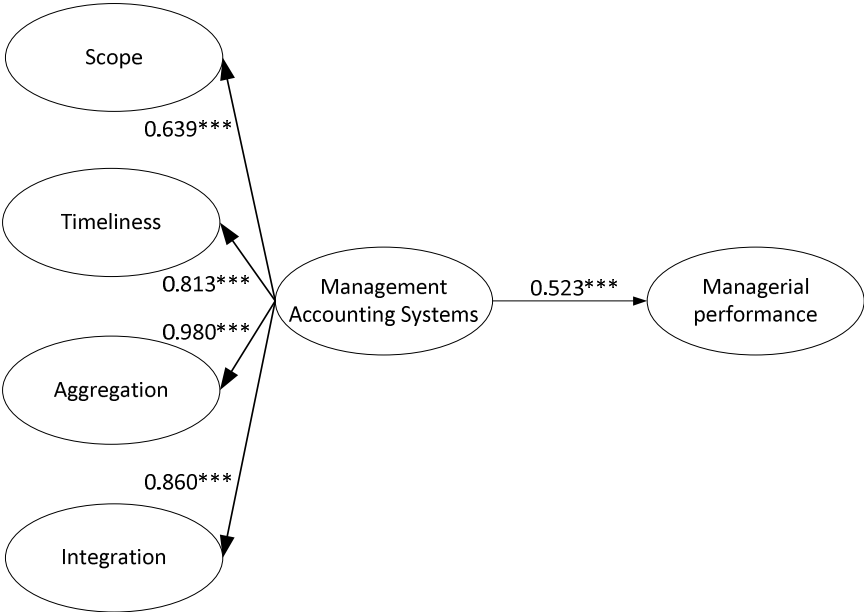 Scope
0.639***
Timeliness
0.813***
0.980***
Aggregation
0.860***
Integration
Management
Accounting Systems
0.523***
Managerial
performance